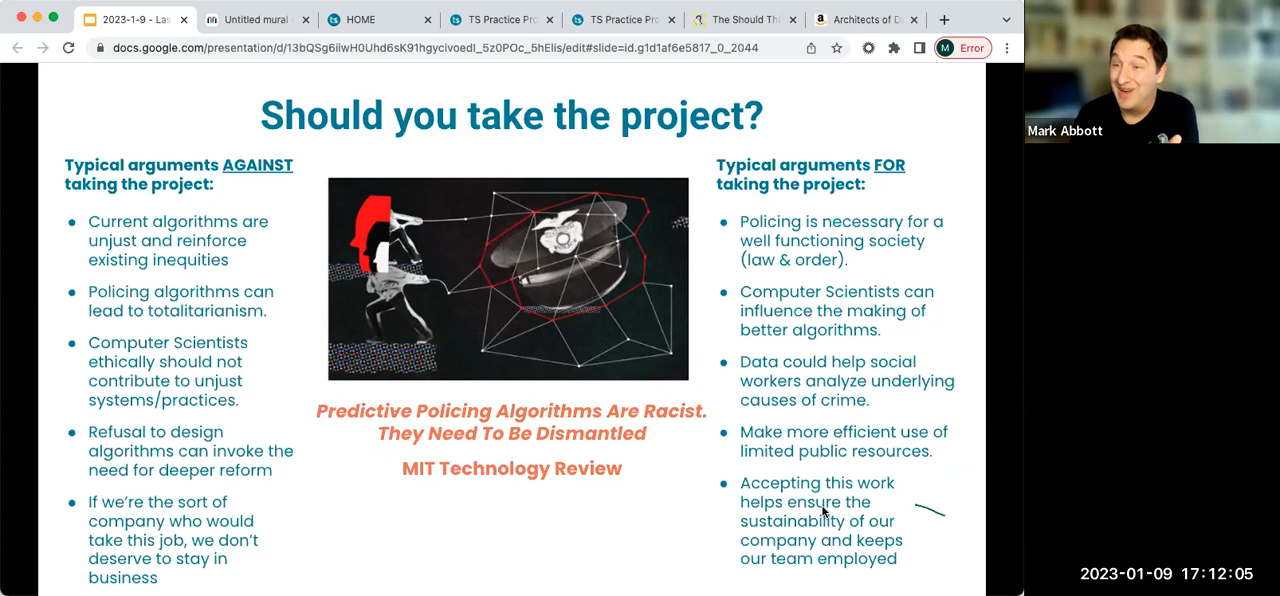 2023-1-9 - Las
Untitled mural
HOME
TS Practice Pro
TS Practice Pro
The Should Thi
Architects of De
docs.google.com/presentation/d/13bQSg6ilwH0Uhd6sK91hgycivoedI_5z0POc_5hElis/edit#slide=id.g1d1af6e5817_0_2044
M Error
Should you take the project?
Typical arguments AGAINST
taking the project:
Current algorithms are
unjust and reinforce
existing inequities
Policing algorithms can
lead to totalitarianism.
Computer Scientists
ethically should not
contribute to unjust
systems/practices.
Refusal to design
algorithms can invoke the
need for deeper reform
If we’re the sort of
company who would
take this job, we don’t
deserve to stay in
business
Predictive Policing Algorithms Are Racist.
They Need To Be Dismantled
MIT Technology Review
Typical arguments FOR
taking the project:
Policing is necessary for a
well functioning society
(law & order).
Computer Scientists can
influence the making of
better algorithms.
Data could help social
workers analyze underlying
causes of crime.
Make more efficient use of
limited public resources.
Accepting this work
helps ensure the
sustainability of our
company and keeps
our team employed
Mark Abbott
2023-01-09 17:12:05